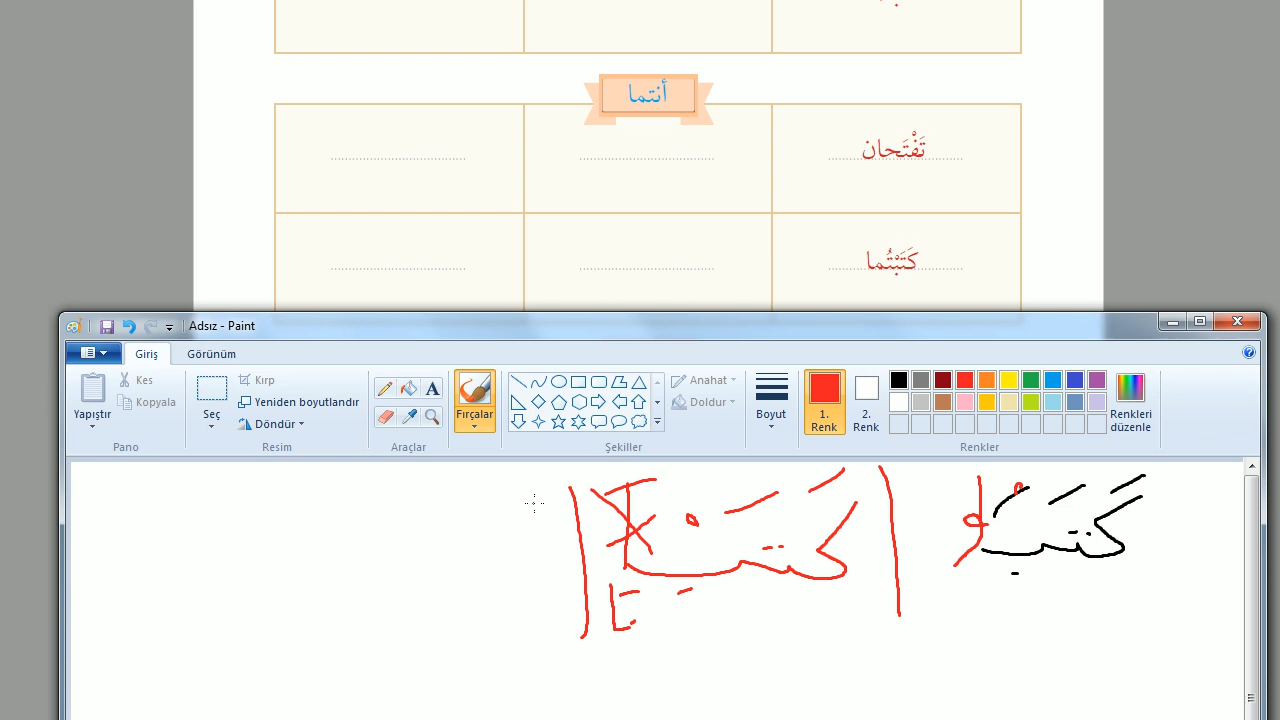 أنتما
تَفْتَحان
كَتَبْتُما
Adsız - Paint
Giriş
Görünüm
Yapıştır
Kes
Kopyala
Pano
Seç
Kırp
Yeniden boyutlandır
Döndür
Resim
A
Araçlar
Fırçalar
Şekiller
Anahat
Doldur
Boyut
1. Renk
2. Renk
Renkleri düzenle
Renkler